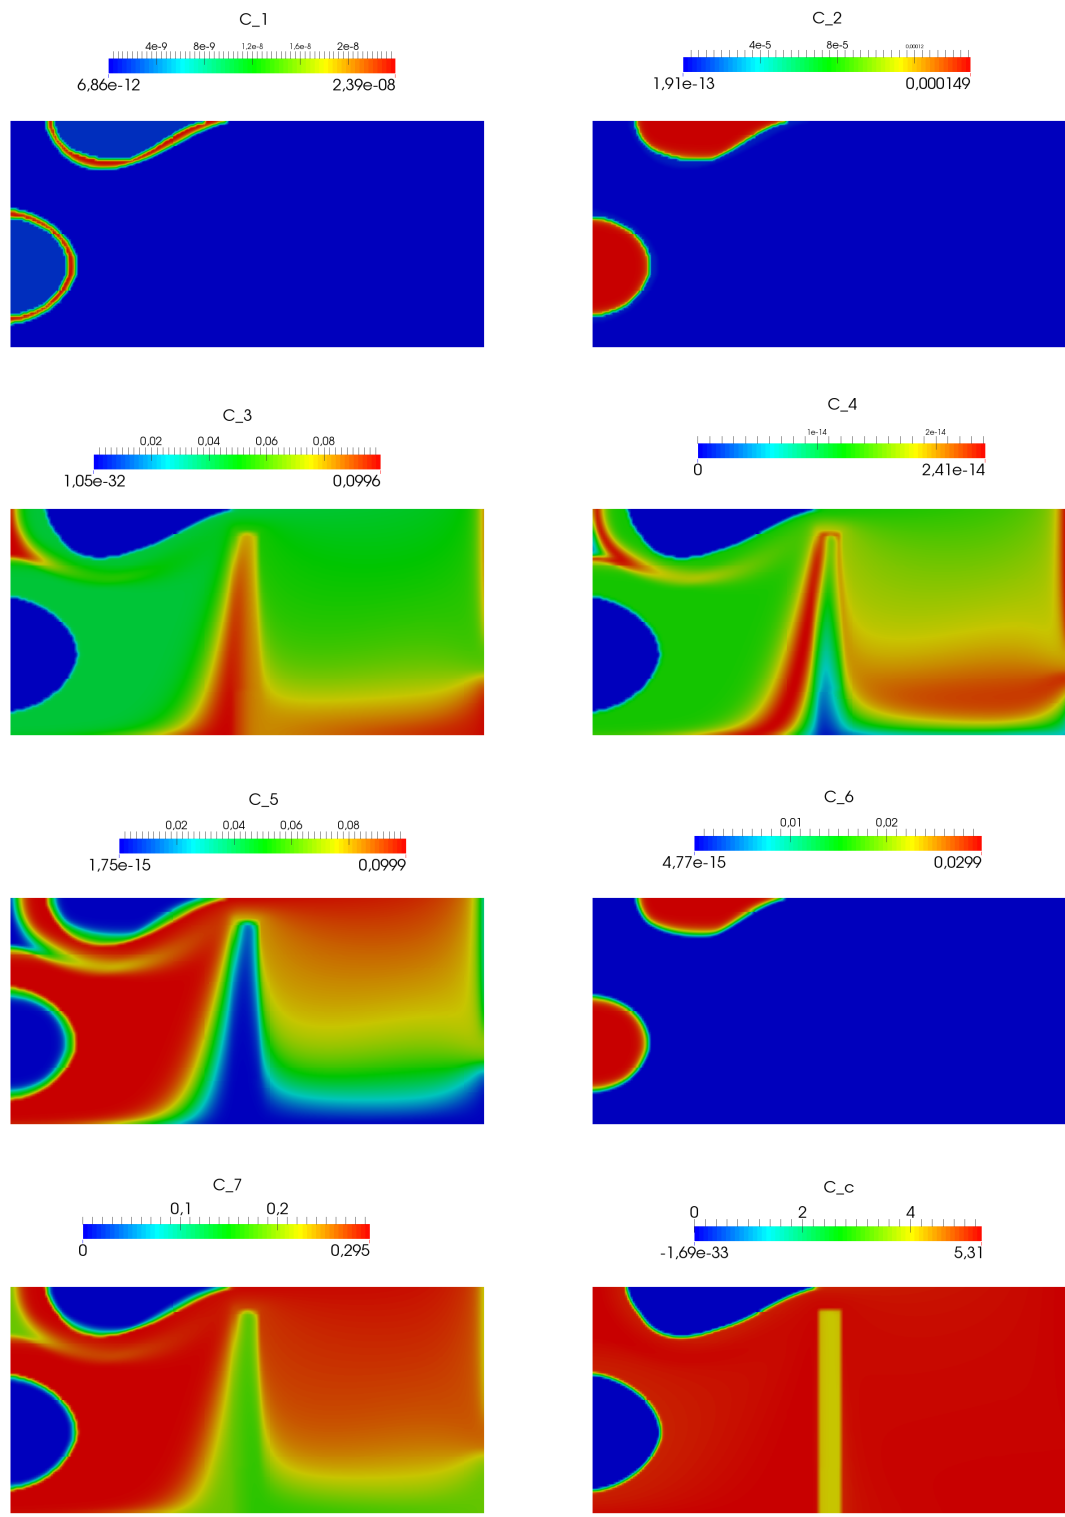 C_1
4e-9 8e-9 1.2e-8 1.6e-8 2e-8
6,86e-12 2,39e-08
C_2
4e-5 8e-5 0.00012
1,91e-13 0,000149
C_3
0,02 0,04 0,06 0,08
1,05e-32 0,0996
C_4
1e-14 2e-14
0 2,41e-14
C_5
0,02 0,04 0,06 0,08
1,75e-15 0,0999
C_6
0,01 0,02
4,77e-15 0,0299
C_7
0,1 0,2
0 0,295
C_c
0 2 4
-1,69e-33 5,31